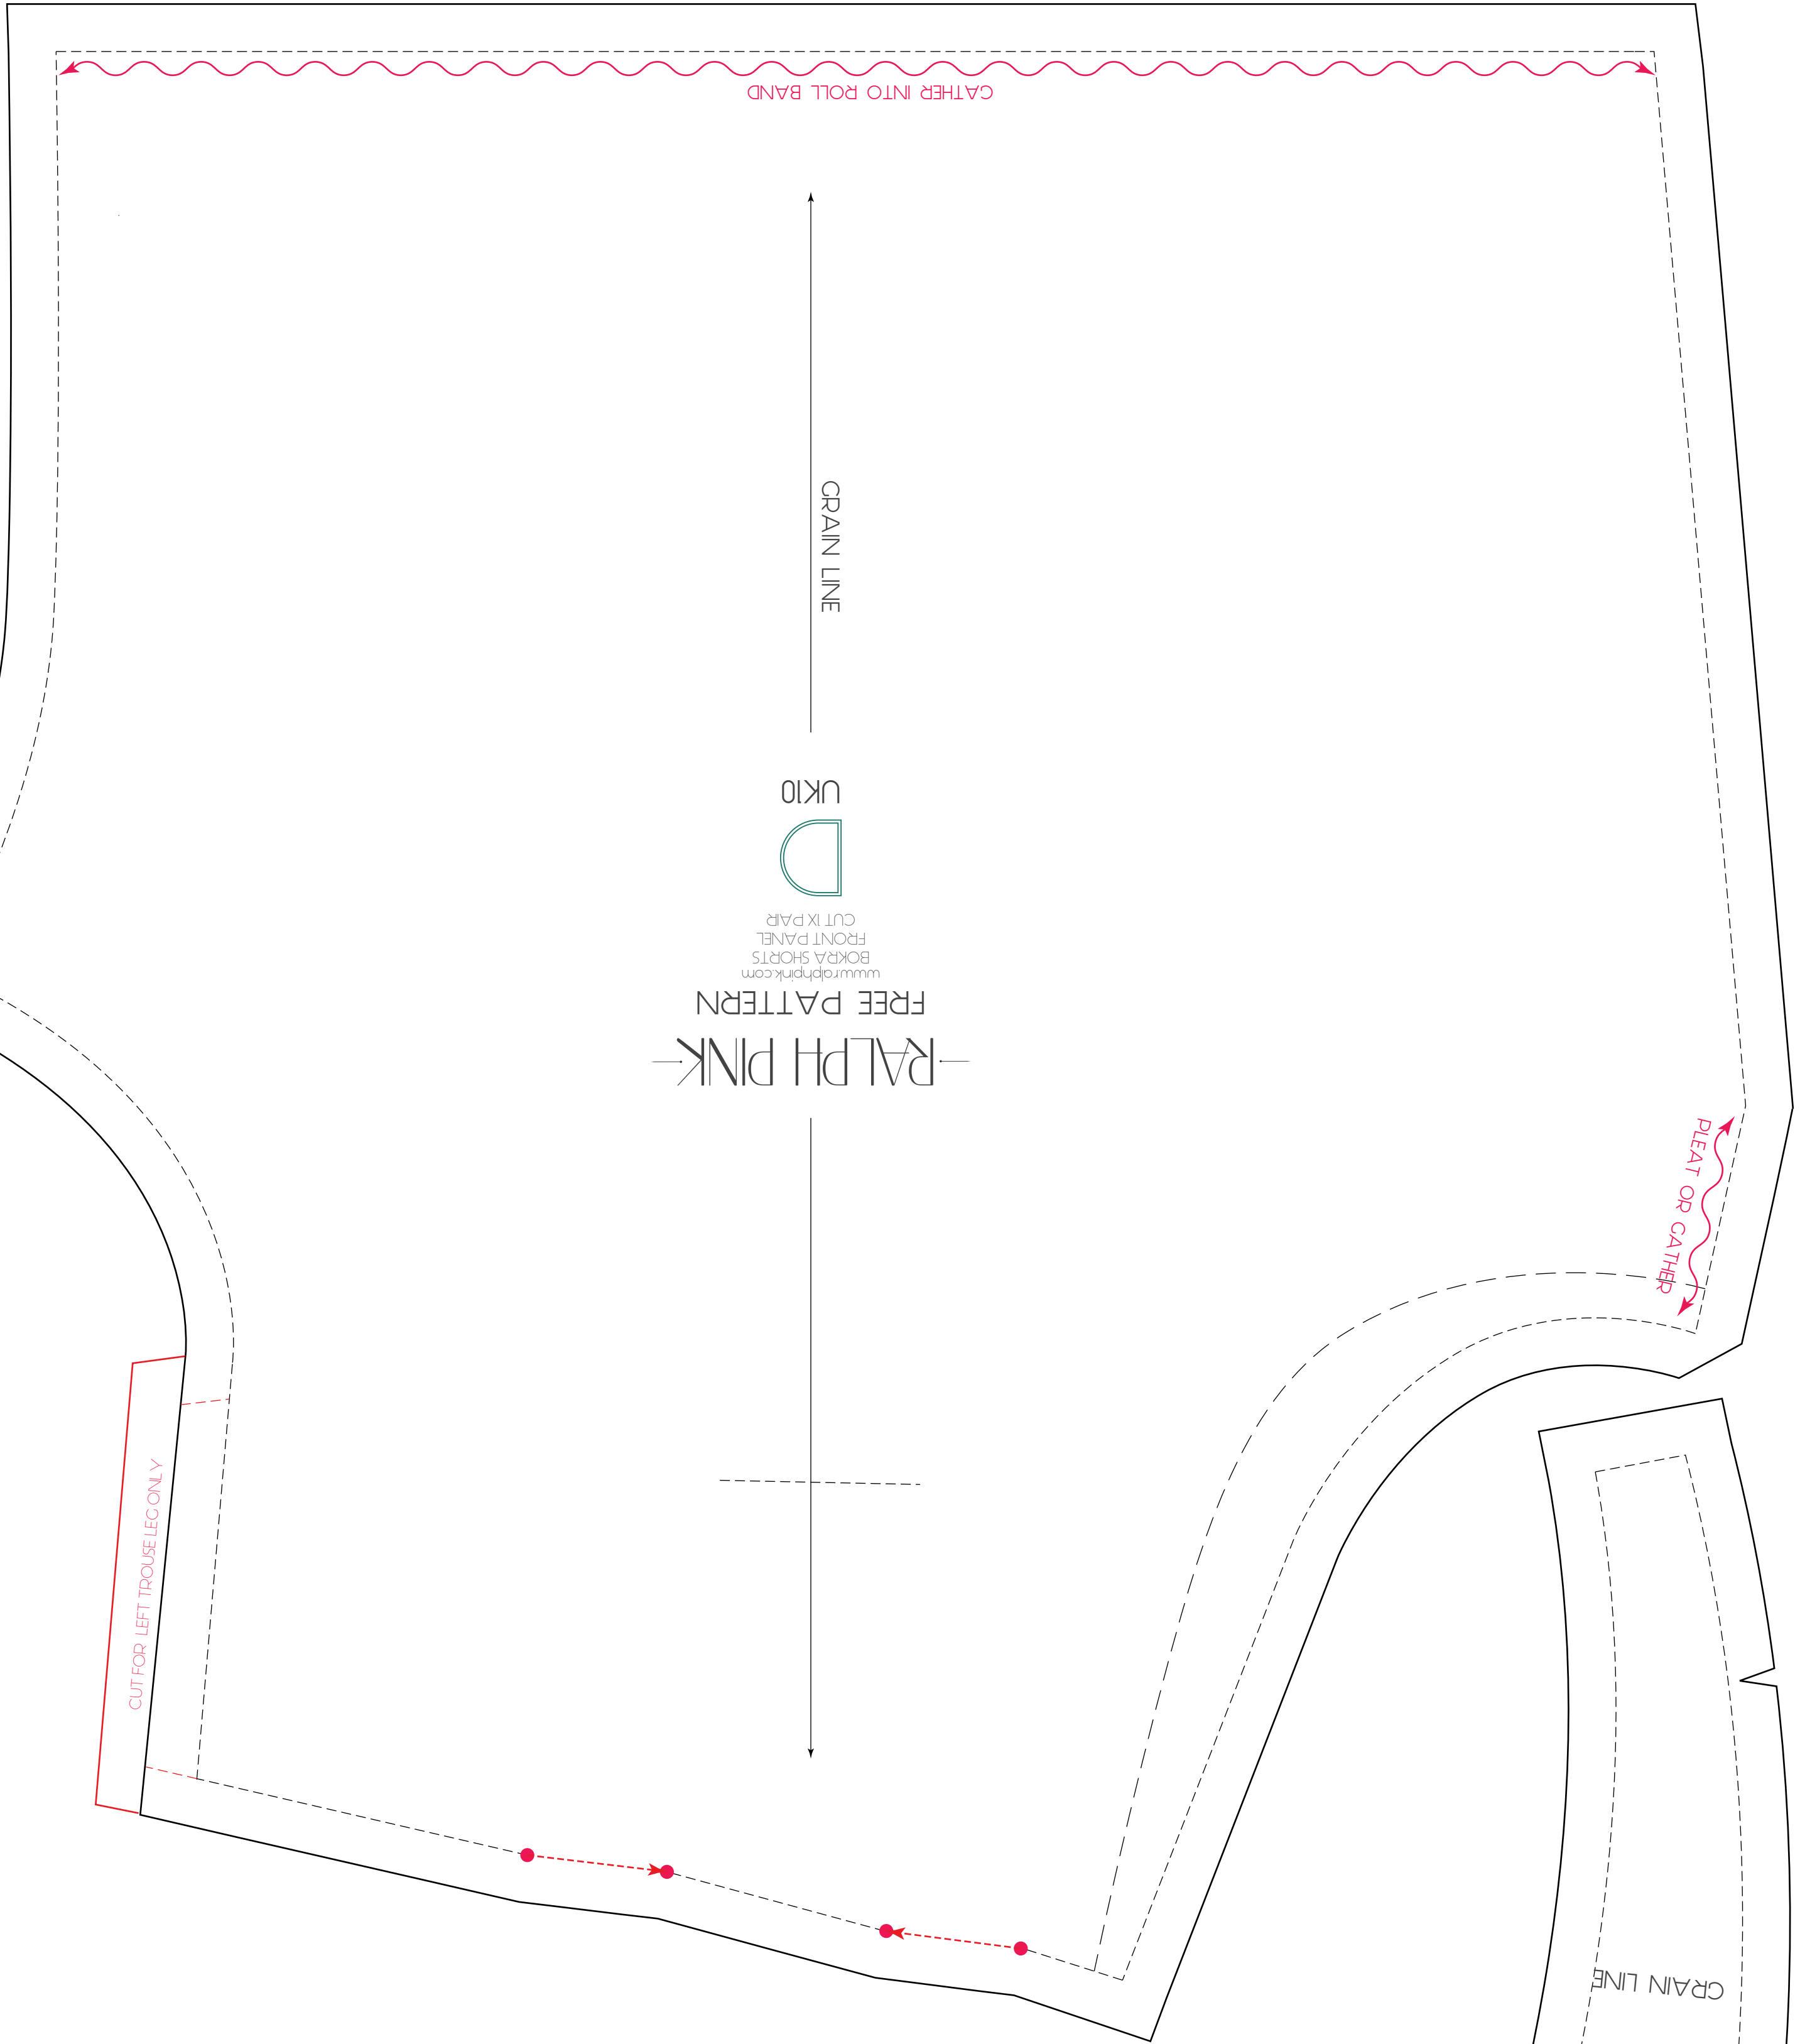 RALPH PINK
FREE PATTERN
www.ralphpink.com
BOKRA SHORTS
FRONT PANEL
CUT 1X PAIR
D
UK10
GRAIN LINE
GATHER INTO ROLL BAND
PLEAT OR GATHER
CUT FOR LEFT TROUSE LEG ONLY
GRAIN LINE